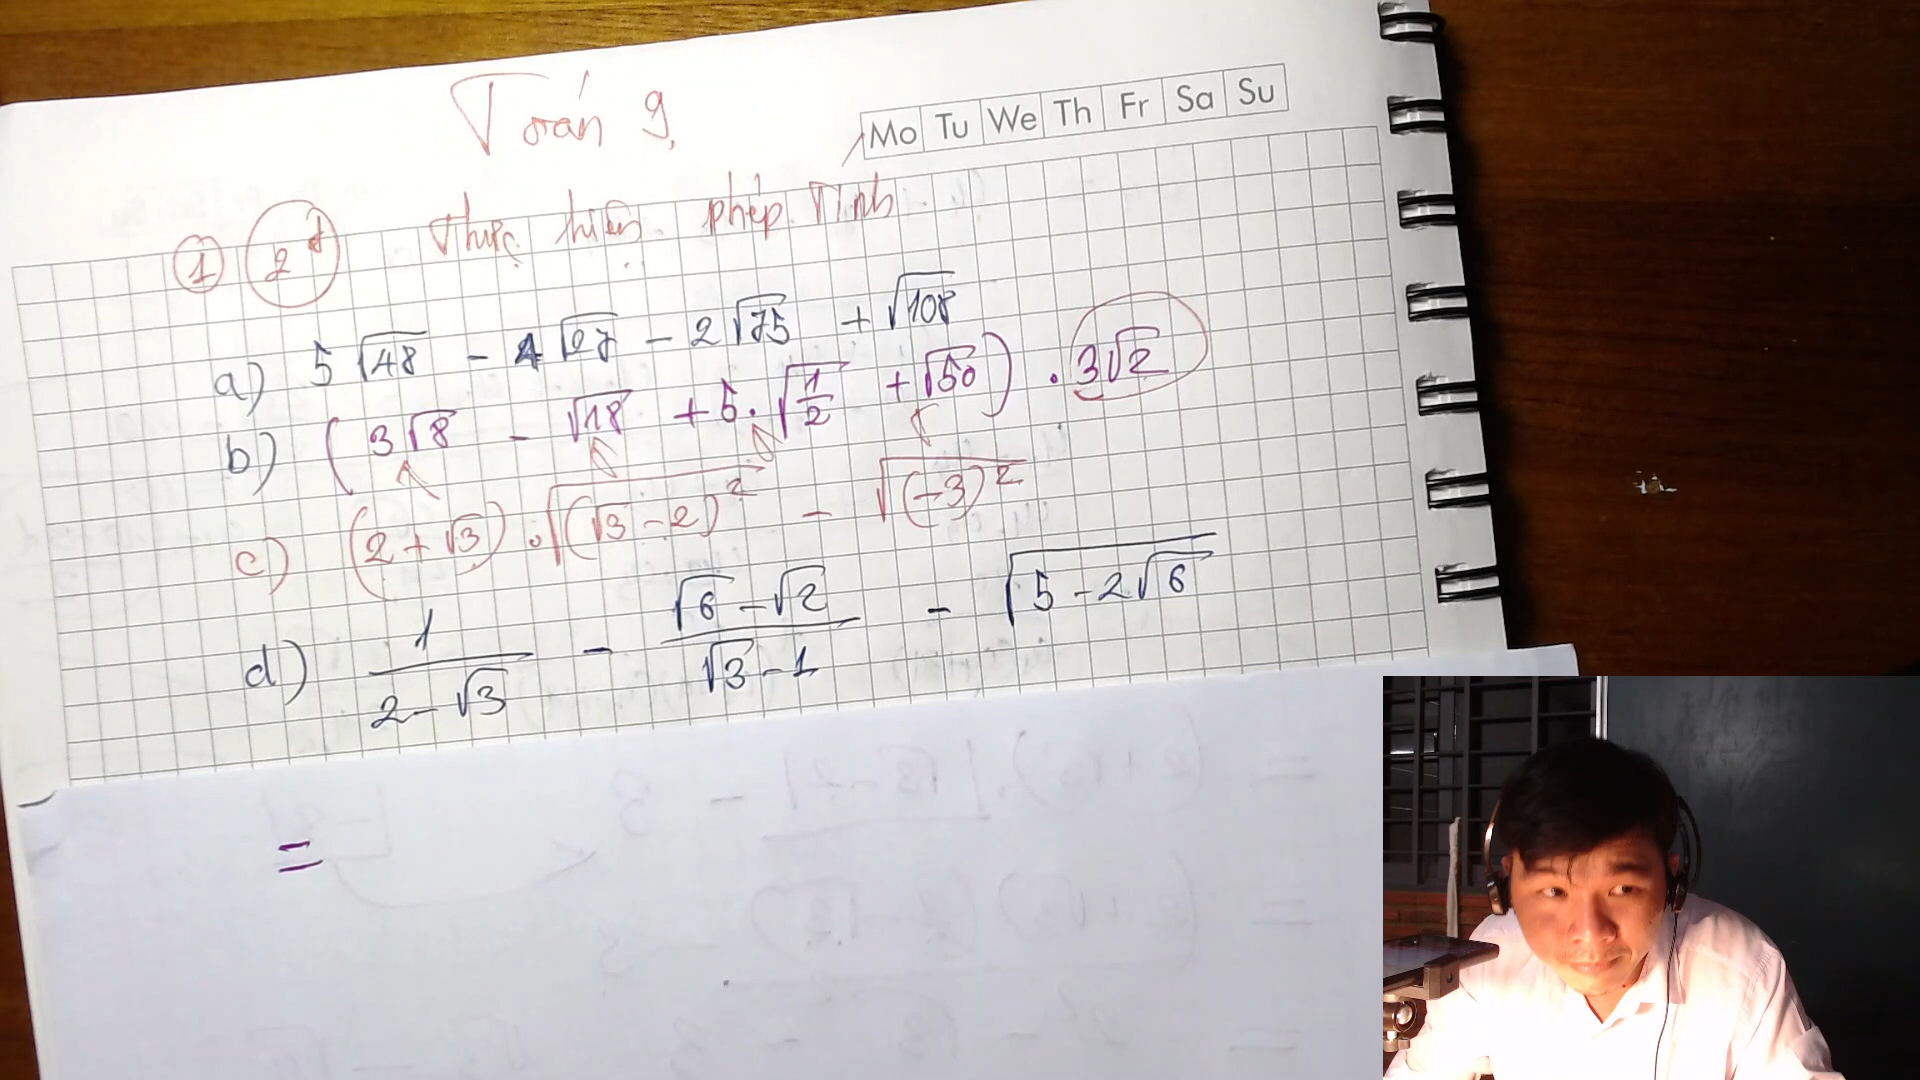 Toán 9.
Mo Tu We Th Fr Sa Su
① 2đ Thực hiện phép tính
a) 5√48 - 4√27 - 2√75 + √108
b) (3√8 - √18 + 5.√(1/2) + √50) . 3√2
c) (2+√3).√((√3-2)²) - √((-3)²)
d) 1/(2-√3) - (√6-√2)/(√3-1) - √(5-2√6)
=